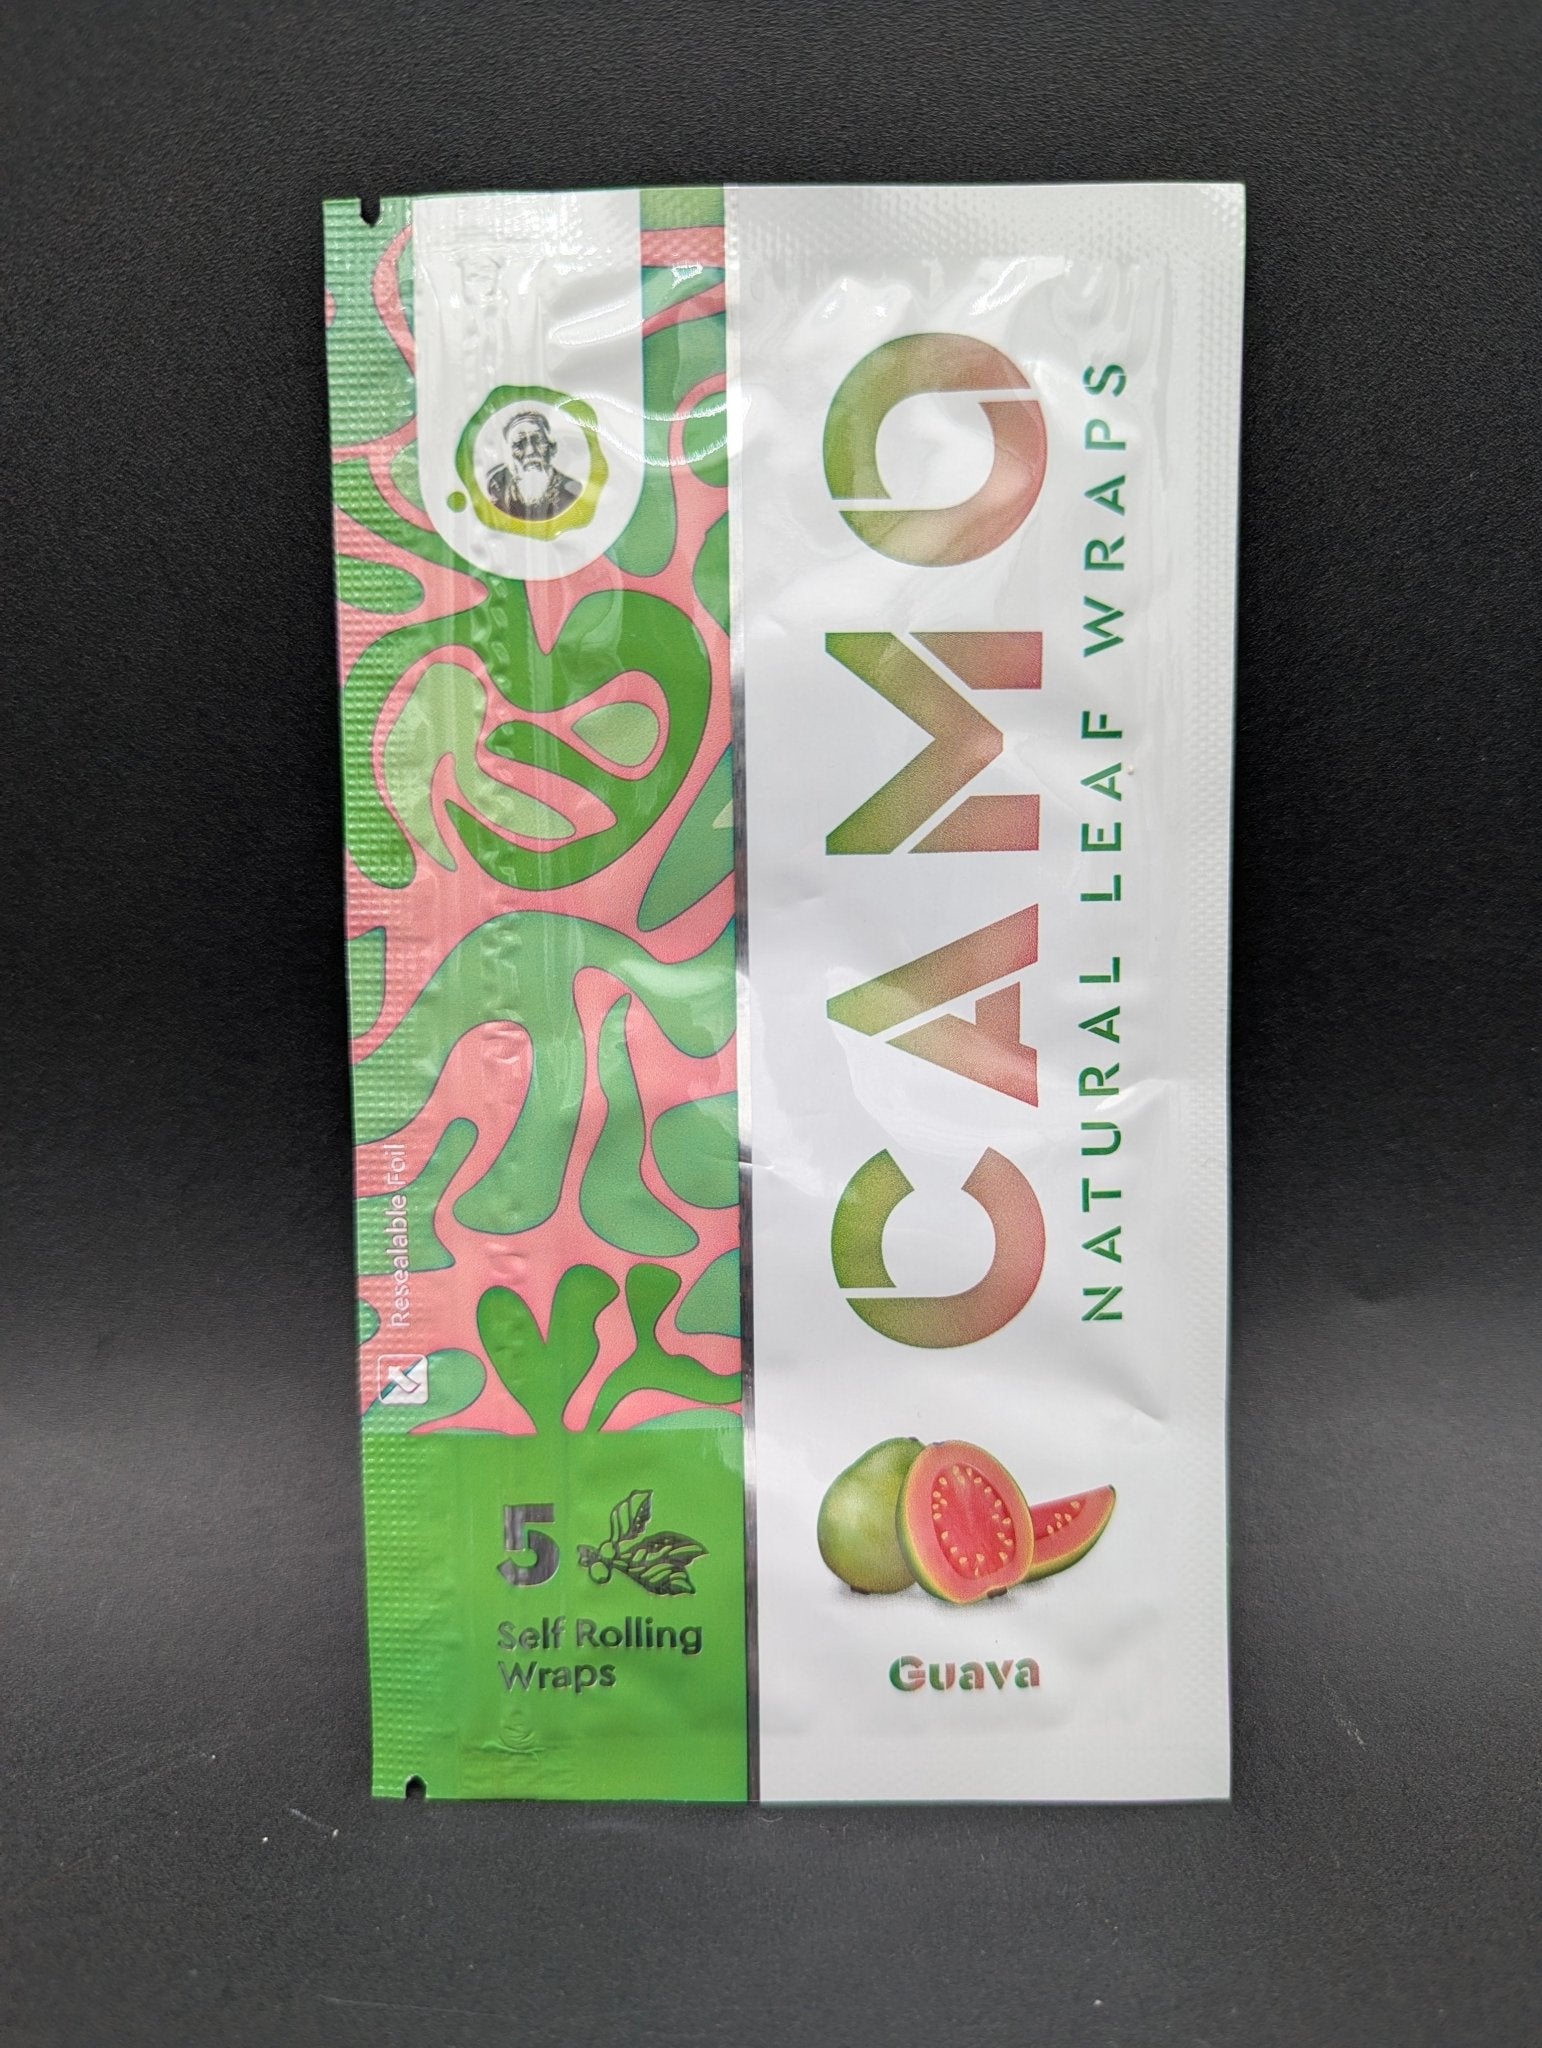 CAMO
NATURAL LEAF WRAPS
Guava
Resealable Foil
5
Self Rolling
Wraps